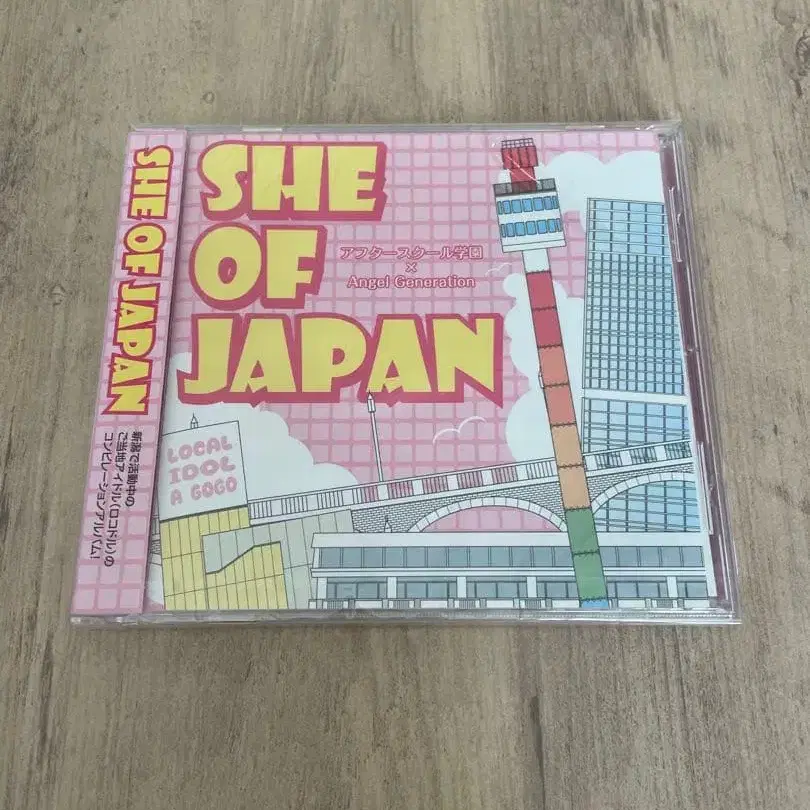 SHE OF JAPAN
新潟で活動中の
ご当地アイドル(ロコドル)の
コンピレーションアルバム!
SHE
OF
JAPAN
アフタースクール学園
×
Angel Generation
LOCAL
IDOL
A GOGO